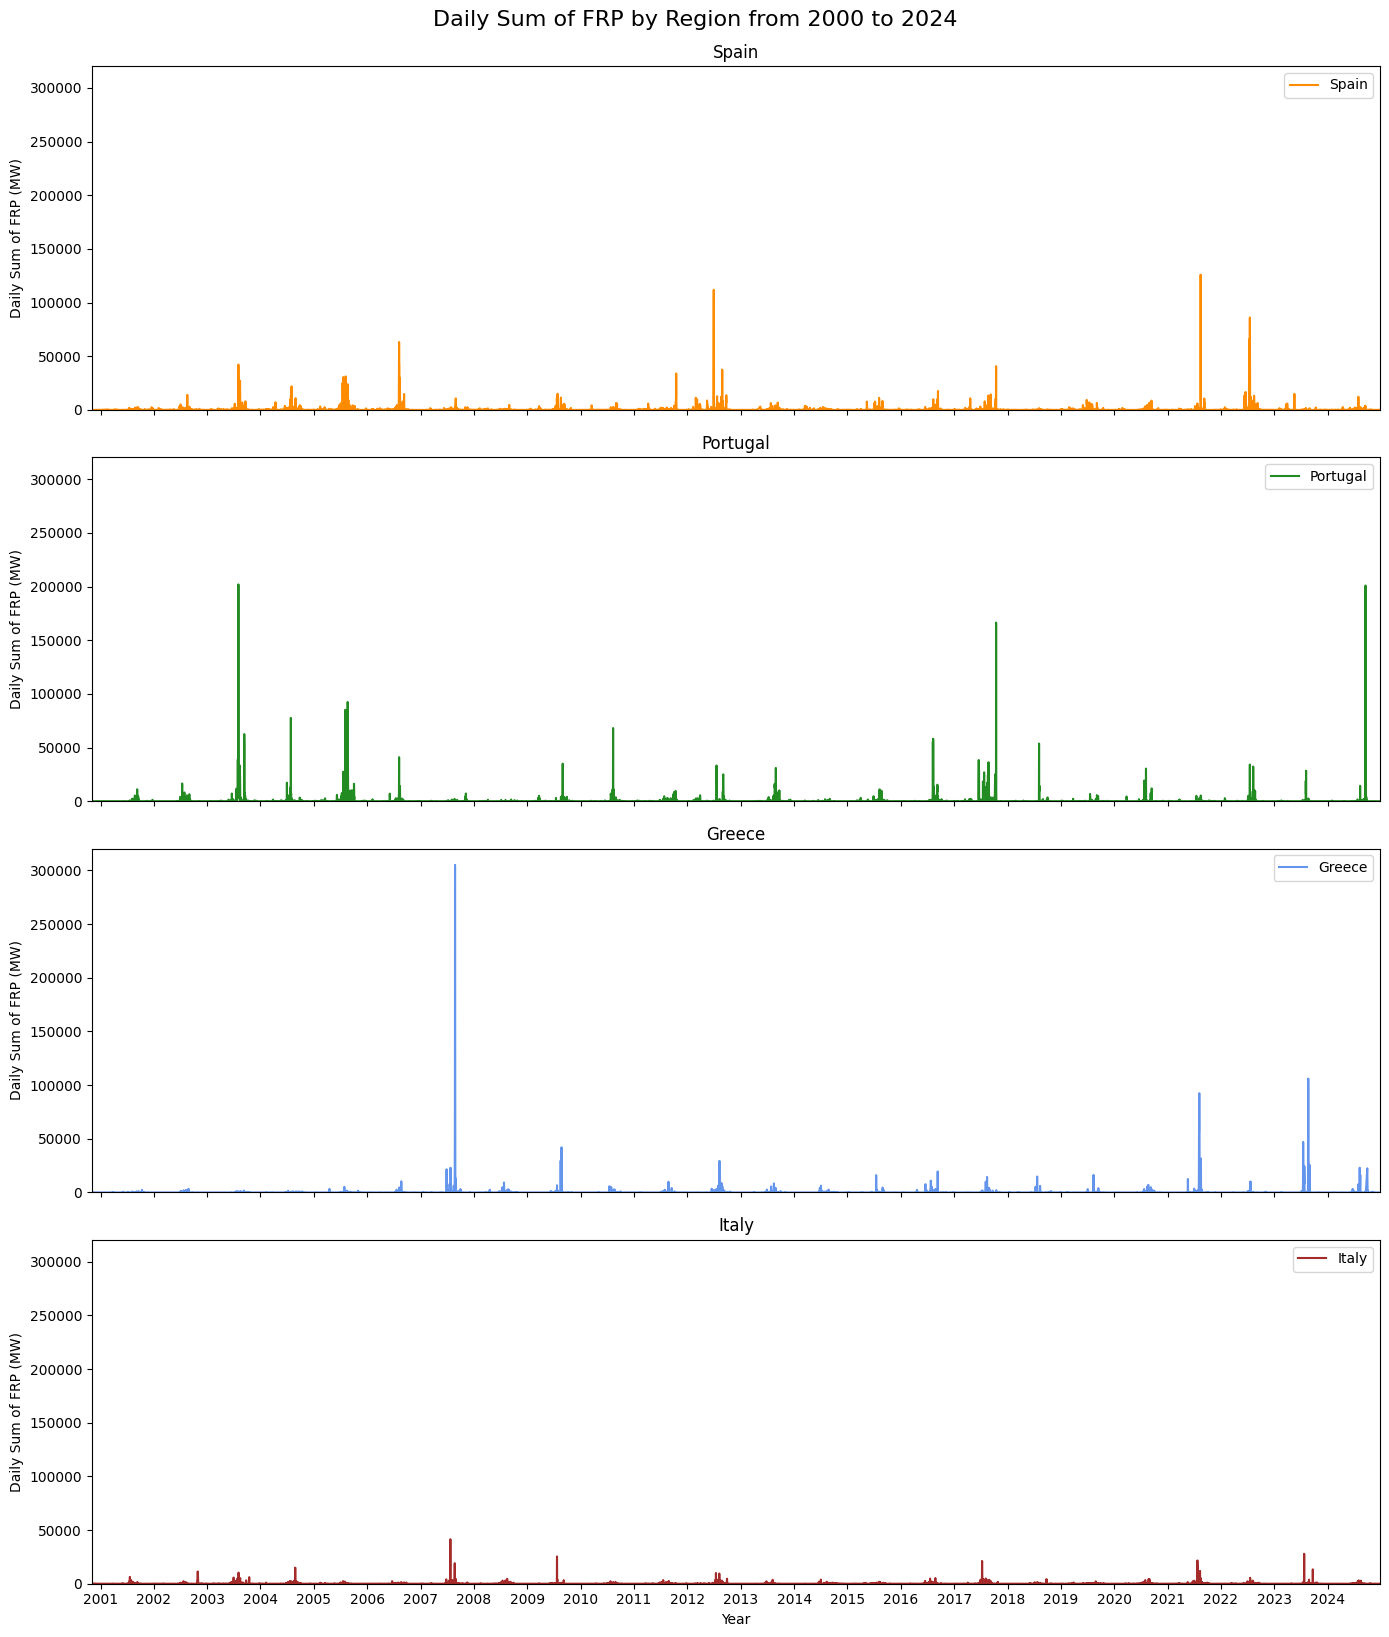 Daily Sum of FRP by Region from 2000 to 2024
Spain
Daily Sum of FRP (MW)
300000
250000
200000
150000
100000
50000
0
Spain
Portugal
Daily Sum of FRP (MW)
300000
250000
200000
150000
100000
50000
0
Portugal
Greece
Daily Sum of FRP (MW)
300000
250000
200000
150000
100000
50000
0
Greece
Italy
Daily Sum of FRP (MW)
300000
250000
200000
150000
100000
50000
0
Italy
2001 2002 2003 2004 2005 2006 2007 2008 2009 2010 2011 2012 2013 2014 2015 2016 2017 2018 2019 2020 2021 2022 2023 2024
Year